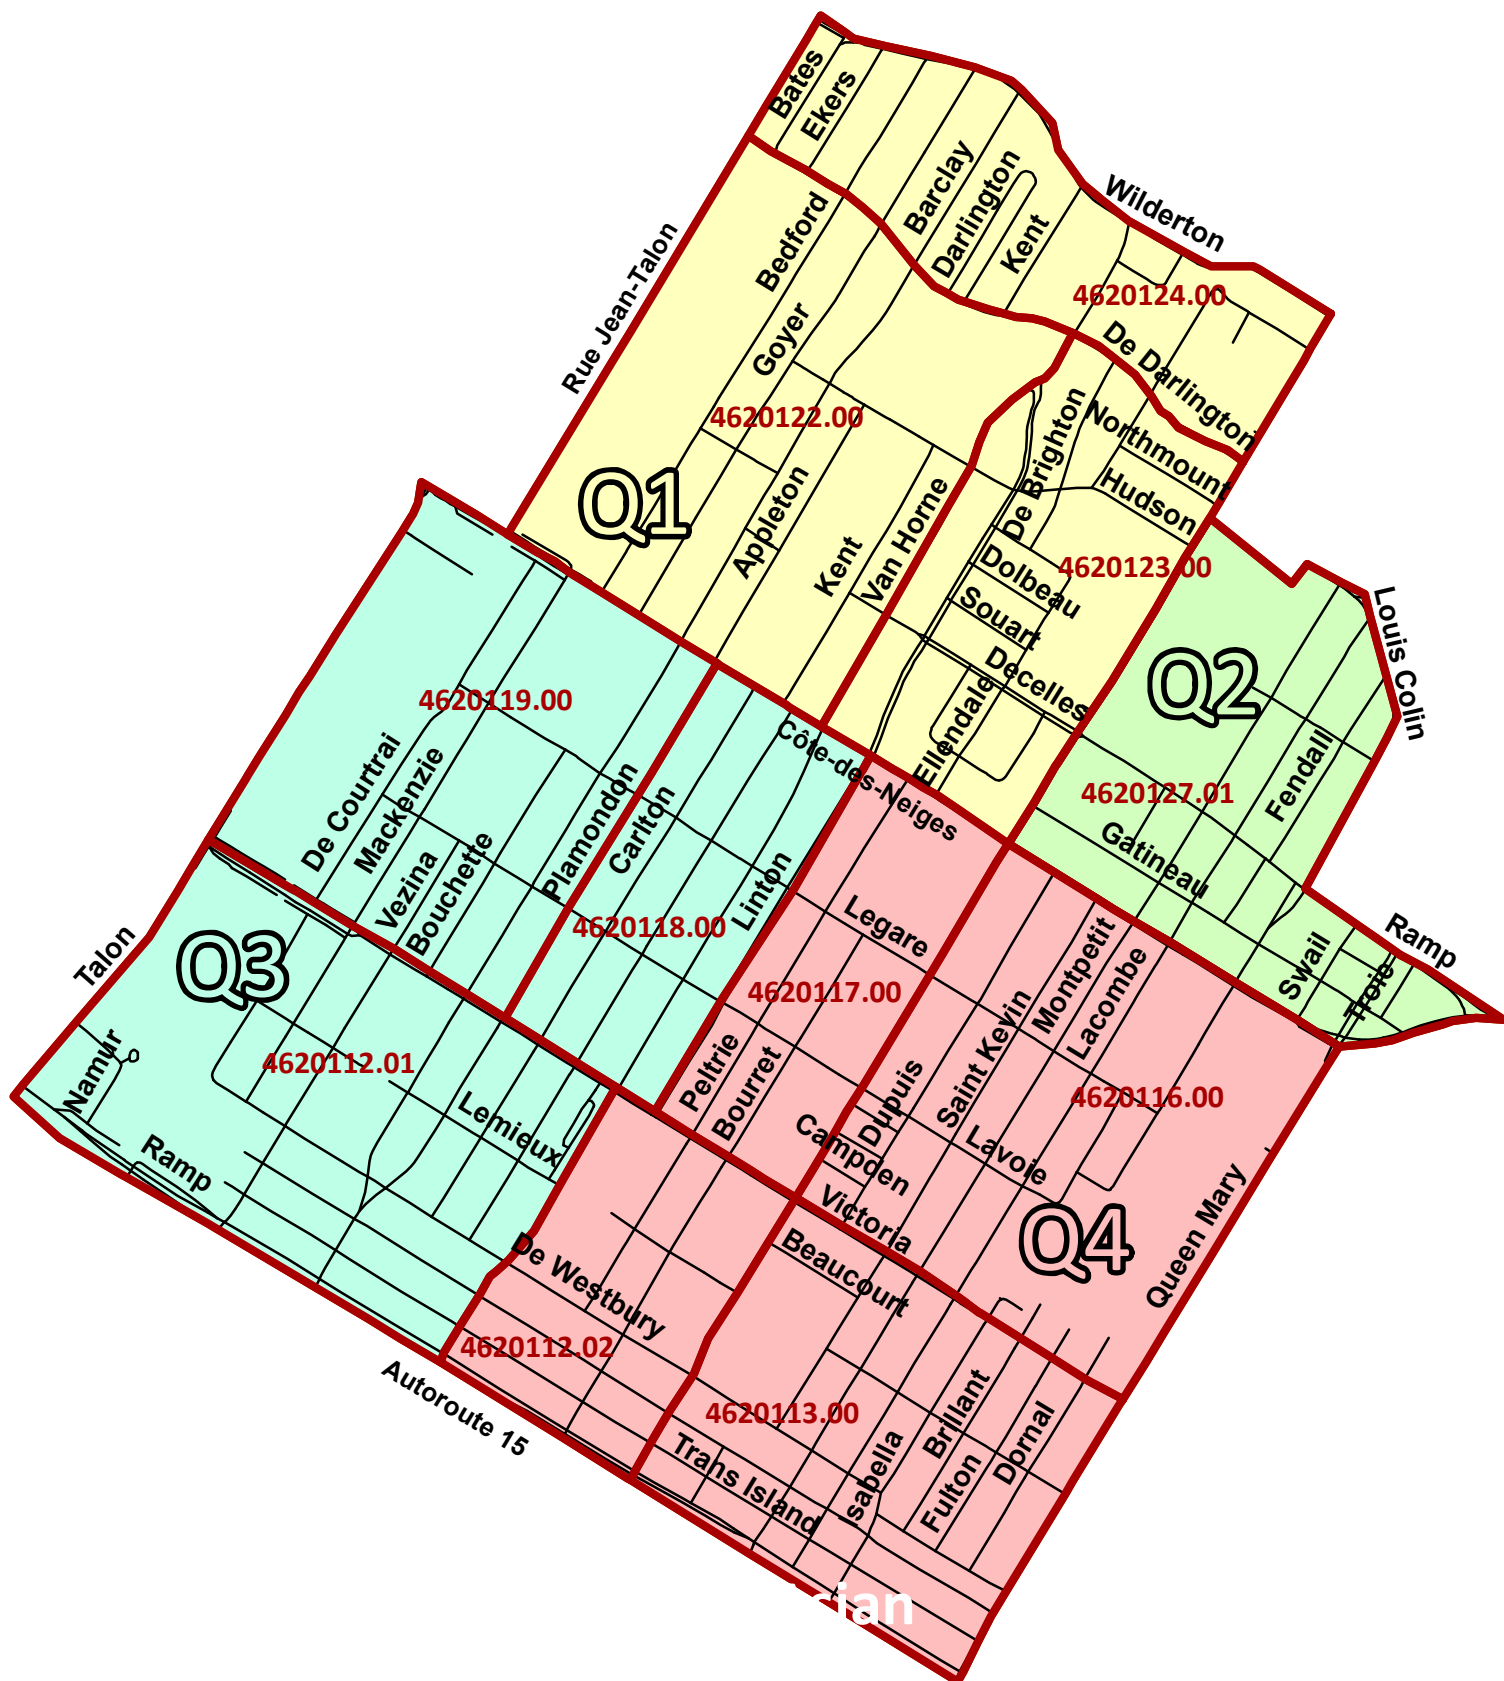 Bates
Ekers
Barclay
Darlington
Kent
Wilderton
Bedford
Rue Jean-Talon
4620124.00
Goyer
De Darlington
4620122.00
Northmount
De Brighton
Hudson
Q1
Appleton
Kent
Van Horne
4620123.00
Dolbeau
Souart
Louis Colin
Decelles
Q2
Ellendale
4620119.00
Côte-des-Neiges
De Courtrai
Mackenzie
Plamondon
Carlton
4620127.01
Fendall
Gatineau
Vezina
Bouchette
Linton
Legare
4620118.00
Talon
Q3
Ramp
Swail
Troie
4620117.00
Montpetit
Lacombe
Saint Kevin
Namur
4620112.01
Peltrie
Bourret
Dupuis
4620116.00
Lemieux
Campden
Lavoie
Ramp
Victoria
Q4
Queen Mary
De Westbury
Beaucourt
4620112.02
Autoroute 15
4620113.00
Brillant
Dornal
Isabella
Fulton
Trans Island
cian